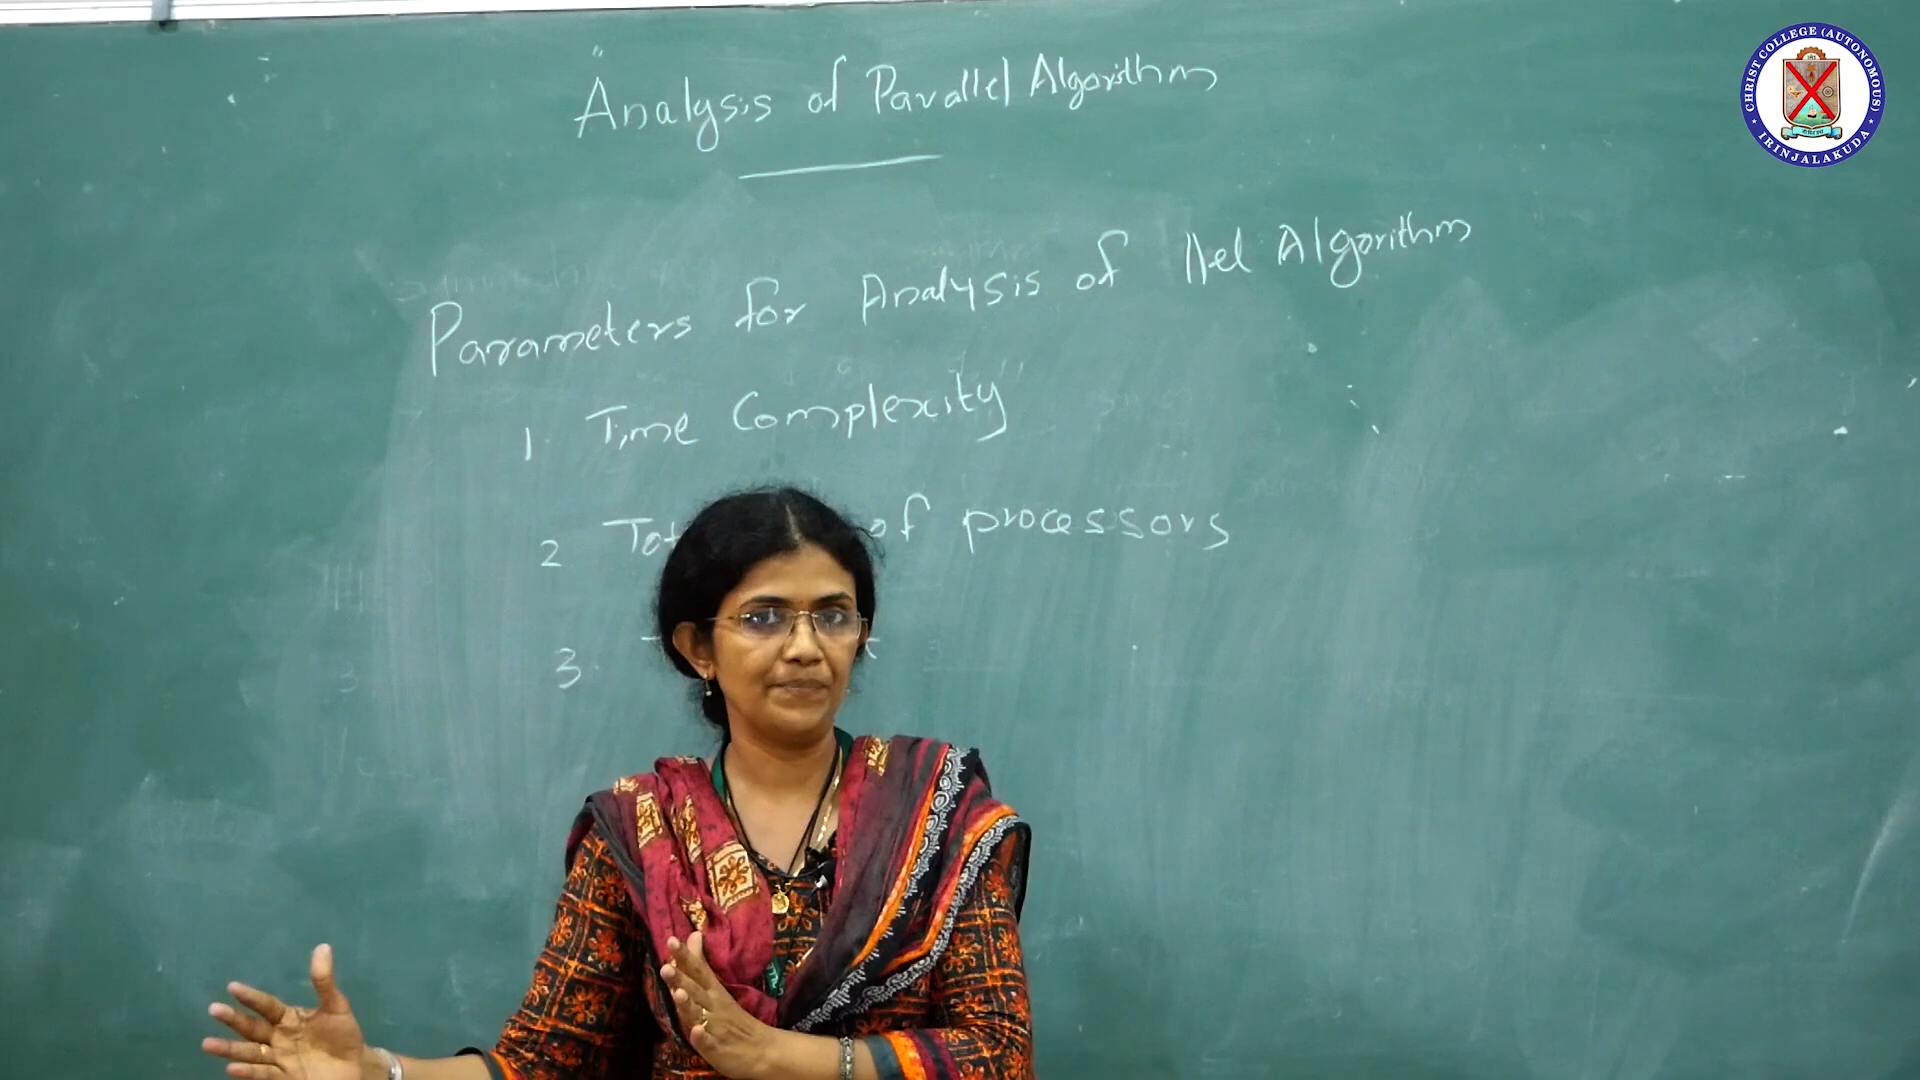 Analysis of Parallel Algorithm
Parameters for Analysis of llel Algorithm
1. Time Complexity
2 of processors
3.
CHRIST COLLEGE (AUTONOMOUS)
IRINJALAKUDA